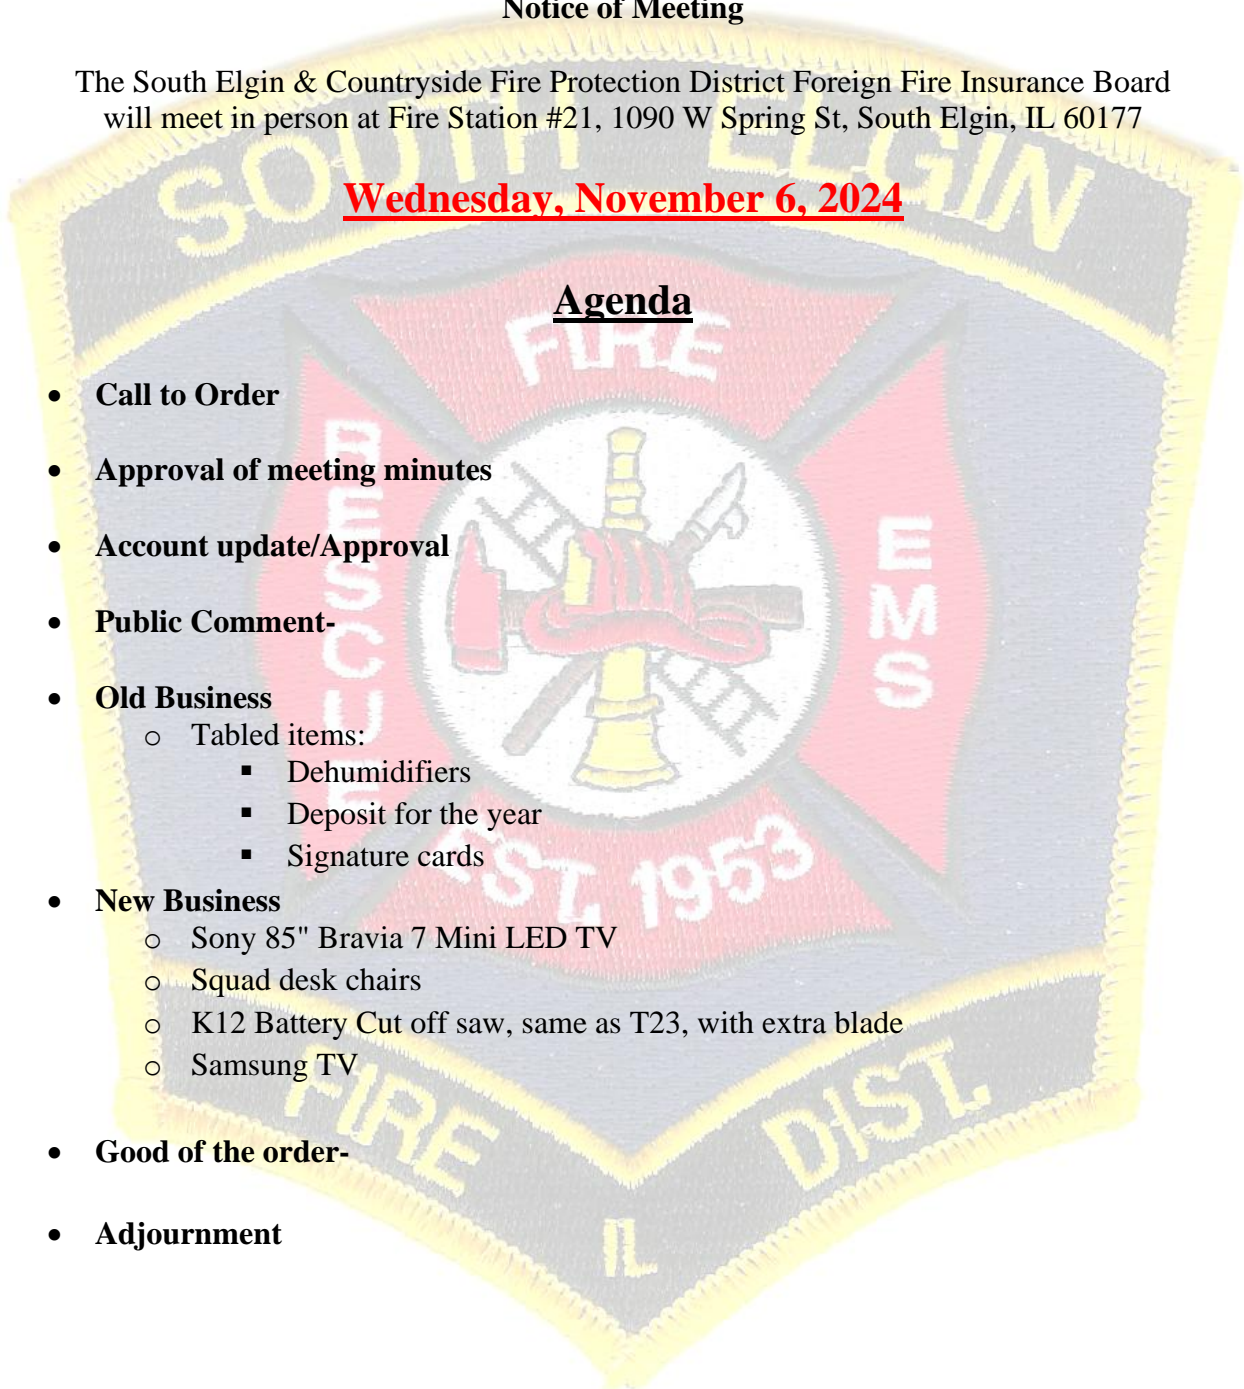 Notice of Meeting
The South Elgin & Countryside Fire Protection District Foreign Fire Insurance Board
will meet in person at Fire Station #21, 1090 W Spring St, South Elgin, IL 60177
SOUTH ELGIN
Wednesday, November 6, 2024
Agenda
FIRE
• Call to Order
• Approval of meeting minutes
• Account update/Approval
• Public Comment-
RESCUE
EMS
• Old Business
o Tabled items:
▪ Dehumidifiers
▪ Deposit for the year
▪ Signature cards
EST. 1953
• New Business
o Sony 85" Bravia 7 Mini LED TV
o Squad desk chairs
o K12 Battery Cut off saw, same as T23, with extra blade
o Samsung TV
FIRE DIST.
• Good of the order-
• Adjournment
IL